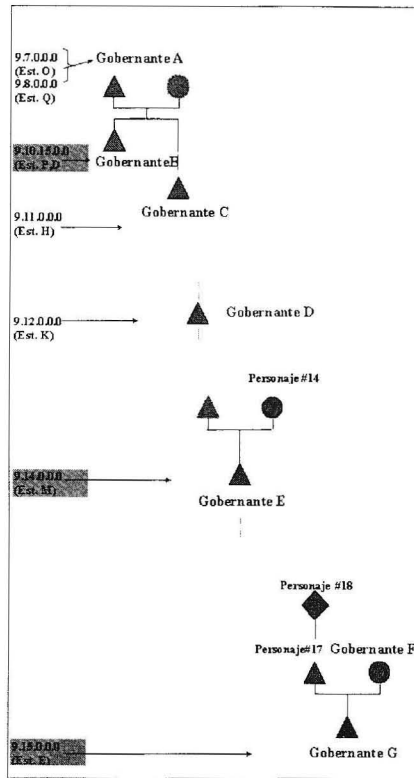 9.7.0.0.0
(Est. O)
9.8.0.0.0
(Est. Q)
Gobernante A
9.10.15.0.0
(Est. P,D
Gobernante B
Gobernante C
9.11.0.0.0
(Est. H)
9.12.0.0.0
(Est. K)
Gobernante D
Personaje #14
9.14.0.0.0
(Est. M)
Gobernante E
Personaje #18
Personaje#17
Gobernante F
9.15.0.0.0
(Est. E)
Gobernante G